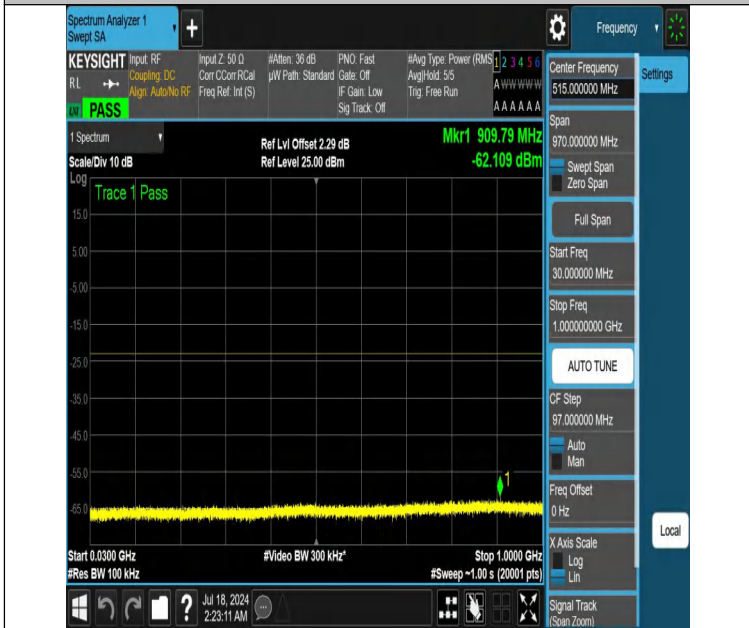 Spectrum Analyzer 1
Swept SA
Frequency
KEYSIGHT
RL
PASS
Input: RF
Coupling: DC
Align: Auto/No RF
Input Z: 50 Ω
Corr CCorr RCal
Freq Ref: Int (S)
#Atten: 36 dB
µW Path: Standard
PNO: Fast
Gate: Off
IF Gain: Low
Sig Track: Off
#Avg Type: Power (RMS
Avg|Hold: 5/5
Trig: Free Run
1 2 3 4 5 6
A W W W W W
A A A A A A
1 Spectrum
Scale/Div 10 dB
Log
Ref Lvl Offset 2.29 dB
Ref Level 25.00 dBm
Mkr1 909.79 MHz
-62.109 dBm
Trace 1 Pass
15.0
5.00
-5.00
-15.0
-25.0
-35.0
-45.0
-55.0
-65.0
1
Start 0.0300 GHz
#Res BW 100 kHz
#Video BW 300 kHz*
Stop 1.0000 GHz
#Sweep ~1.00 s (20001 pts)
?
Jul 18, 2024
2:23:11 AM
Center Frequency
515.000000 MHz
Span
970.000000 MHz
Swept Span
Zero Span
Full Span
Start Freq
30.000000 MHz
Stop Freq
1.000000000 GHz
AUTO TUNE
CF Step
97.000000 MHz
Auto
Man
Freq Offset
0 Hz
X Axis Scale
Log
Lin
Signal Track
(Span Zoom)
Settings
Local